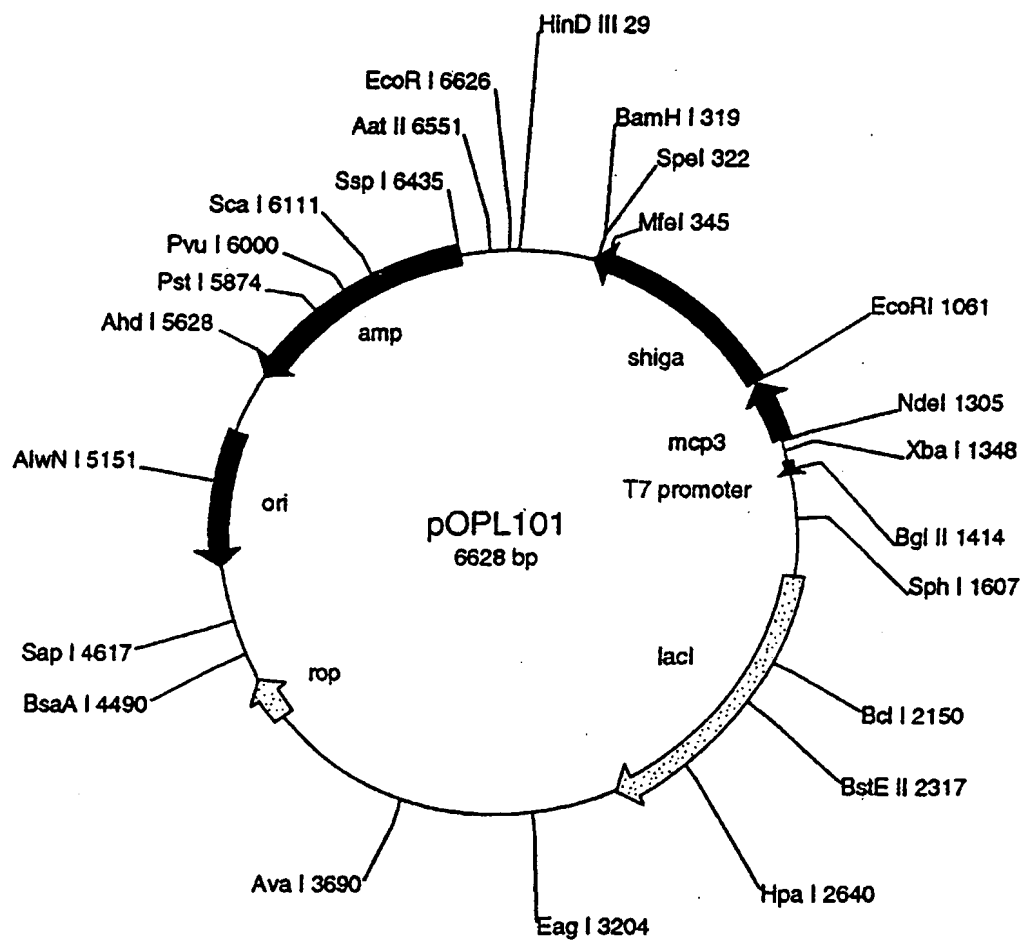 HinD III 29
EcoR I 6626
Aat II 6551
BamH I 319
SpeI 322
Ssp I 6435
Sca I 6111
MfeI 345
Pvu I 6000
Pst I 5874
EcoRI 1061
Ahd I 5628
amp
shiga
NdeI 1305
mcp3
Xba I 1348
AlwN I 5151
T7 promoter
ori
pOPL101
6628 bp
Bgl II 1414
Sph I 1607
Sap I 4617
lacI
rop
BsaA I 4490
Bcl I 2150
BstE II 2317
Ava I 3690
Hpa I 2640
Eag I 3204